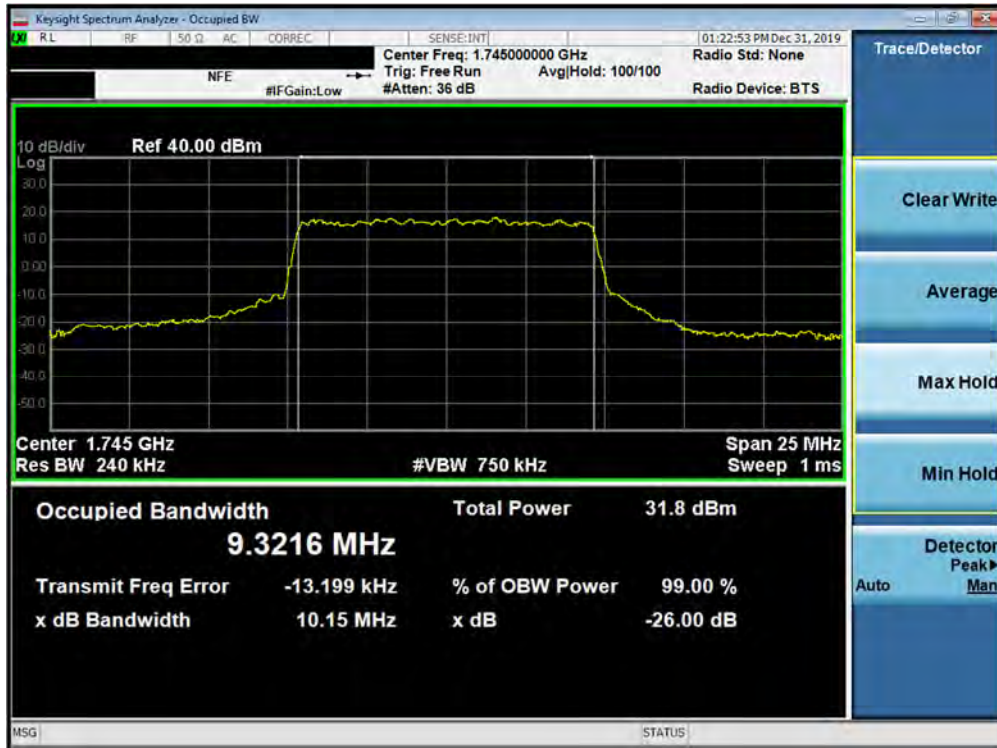 Keysight Spectrum Analyzer - Occupied BW
LXI RL RF 50 Ω AC CORREC SENSE:INT 01:22:53 PM Dec 31, 2019
Center Freq: 1.745000000 GHz Radio Std: None
NFE Trig: Free Run Avg|Hold: 100/100
#IFGain:Low #Atten: 36 dB Radio Device: BTS
Trace/Detector
10 dB/div Ref 40.00 dBm
Log
30.0
20.0
10.0
0.00
-10.0
-20.0
-30.0
-40.0
-50.0
Center 1.745 GHz Span 25 MHz
Res BW 240 kHz #VBW 750 kHz Sweep 1 ms
Occupied Bandwidth Total Power 31.8 dBm
9.3216 MHz
Transmit Freq Error -13.199 kHz % of OBW Power 99.00 %
x dB Bandwidth 10.15 MHz x dB -26.00 dB
Clear Write
Average
Max Hold
Min Hold
Detector
Peak▶
Auto Man
MSG STATUS